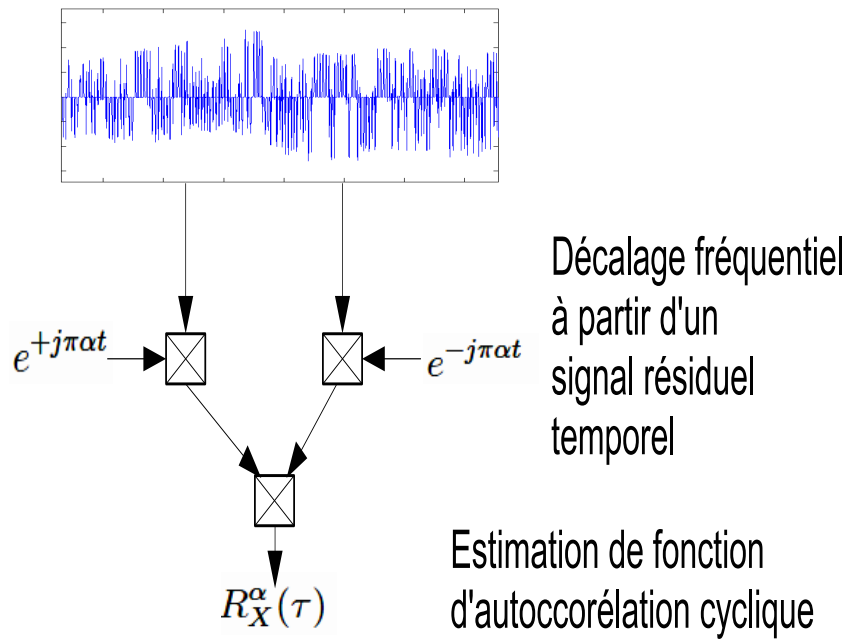 Décalage fréquentiel
à partir d'un
signal résiduel
temporel
e^{+jπαt}
e^{-jπαt}
Estimation de fonction
d'autoccorélation cyclique
R_X^α(τ)